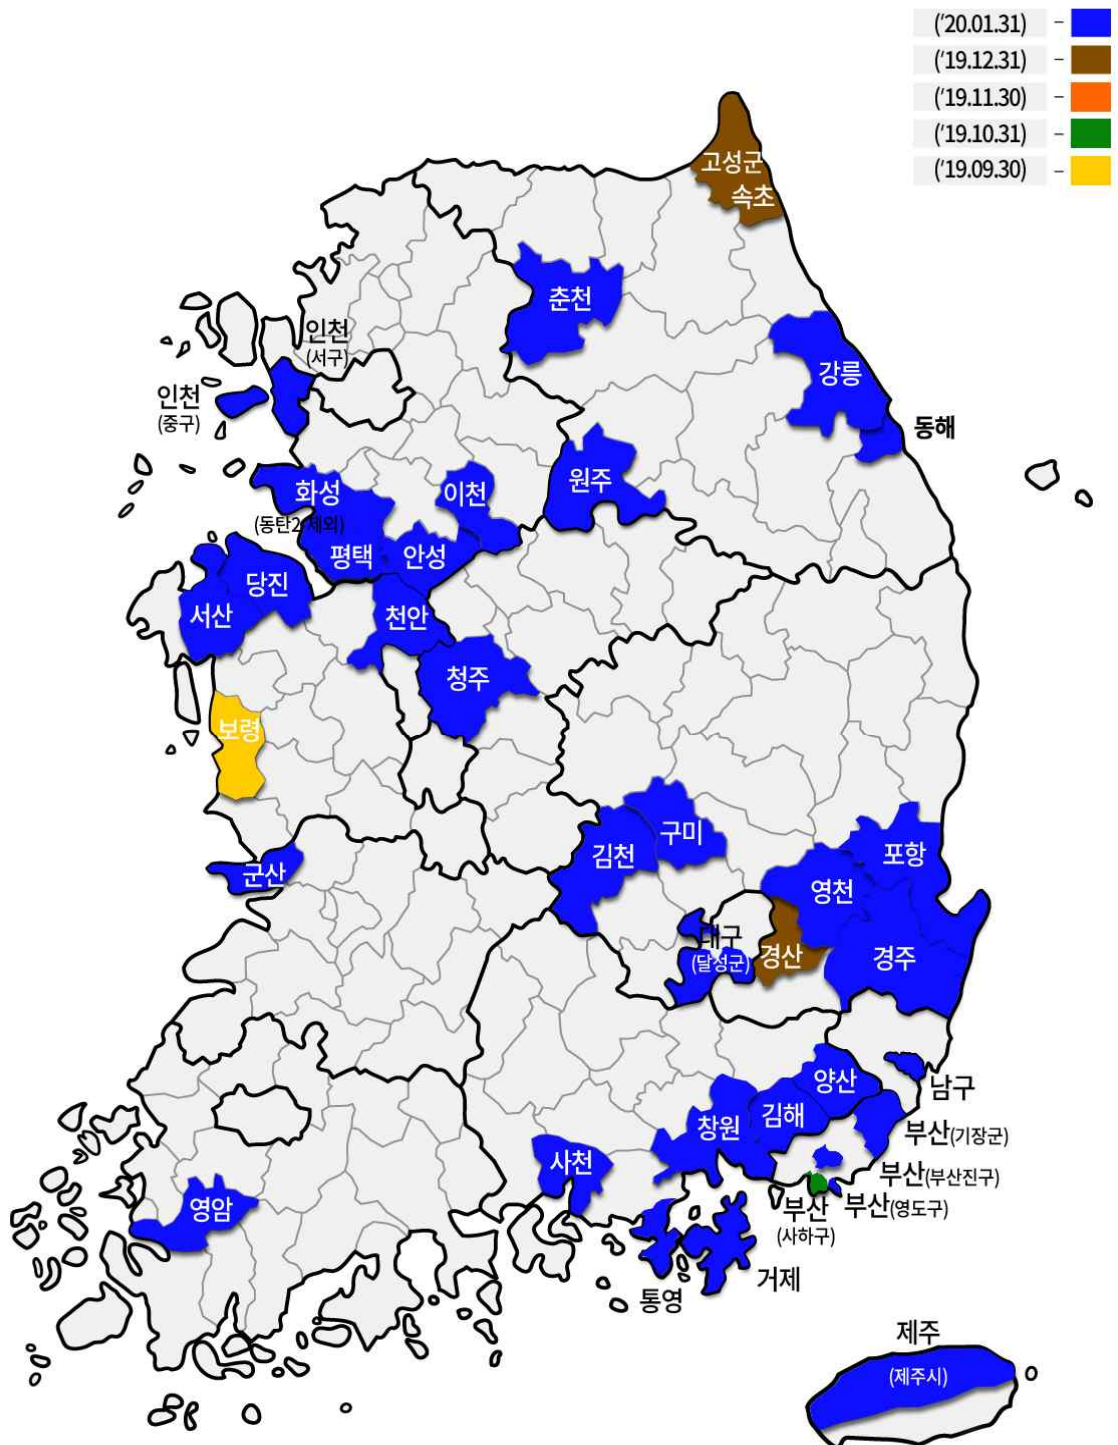 ('20.01.31) -
('19.12.31) -
('19.11.30) -
('19.10.31) -
('19.09.30) -
고성군
속초
춘천
인천
(서구)
강릉
인천
(중구)
동해
화성
이천
원주
(동탄2 제외)
평택
안성
당진
서산
천안
청주
보령
구미
김천
포항
군산
영천
대구
(달성군)
경산
경주
양산
남구
창원
김해
부산(기장군)
사천
부산(부산진구)
영암
부산
(사하구)
부산(영도구)
거제
통영
제주
(제주시)